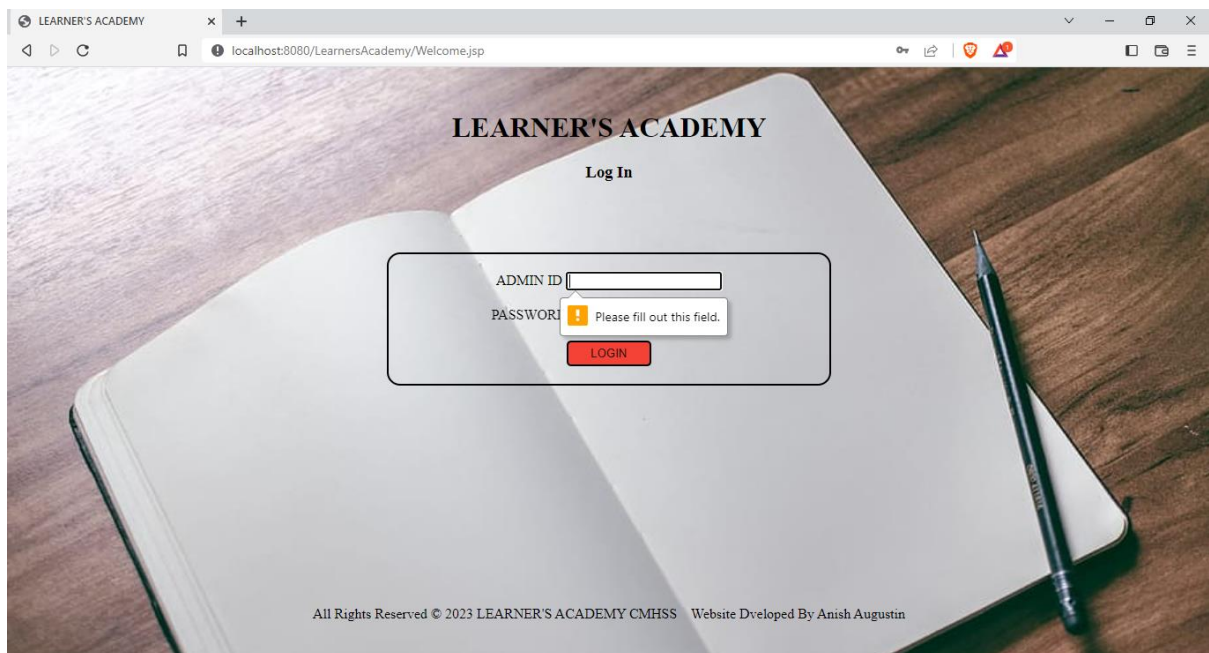 LEARNER'S ACADEMY
localhost:8080/LearnersAcademy/Welcome.jsp
LEARNER'S ACADEMY
Log In
ADMIN ID
PASSWOR
Please fill out this field.
LOGIN
All Rights Reserved © 2023 LEARNER'S ACADEMY CMHSS Website Dveloped By Anish Augustin